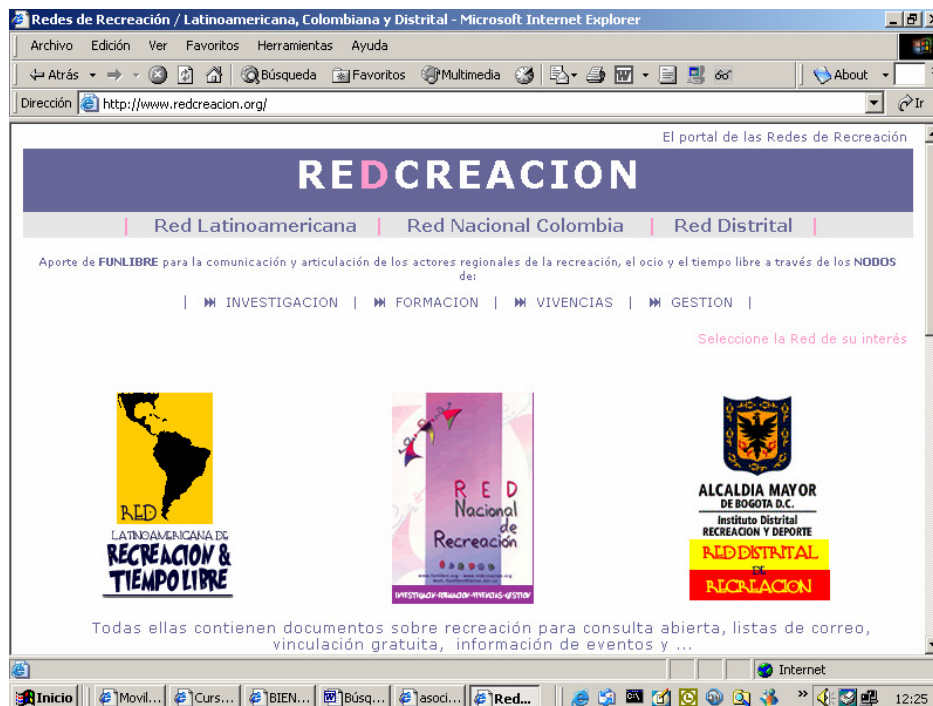 Redes de Recreación / Latinoamericana, Colombiana y Distrital - Microsoft Internet Explorer
Archivo Edición Ver Favoritos Herramientas Ayuda
Atrás Búsqueda Favoritos Multimedia About
Dirección http://www.redcreacion.org/ Ir
El portal de las Redes de Recreación
REDCREACION
| Red Latinoamericana | Red Nacional Colombia | Red Distrital |
Aporte de FUNLIBRE para la comunicación y articulación de los actores regionales de la recreación, el ocio y el tiempo libre a través de los NODOS
de:
| INVESTIGACION | FORMACION | VIVENCIAS | GESTION |
Seleccione la Red de su interés
RED
LATINOAMERICANA DE
RECREACION &
TIEMPO LIBRE
RED
Nacional
de
Recreación
INVESTIGACION-FORMACION-VIVENCIAS-GESTION
ALCALDIA MAYOR
DE BOGOTA D.C.
Instituto Distrital
RECREACION Y DEPORTE
RED DISTRITAL
DE
RECREACION
Todas ellas contienen documentos sobre recreación para consulta abierta, listas de correo,
vinculación gratuita, información de eventos y ...
Internet
Inicio Movil... Curs... BIEN... Búsq... asoci... Red... » 12:25